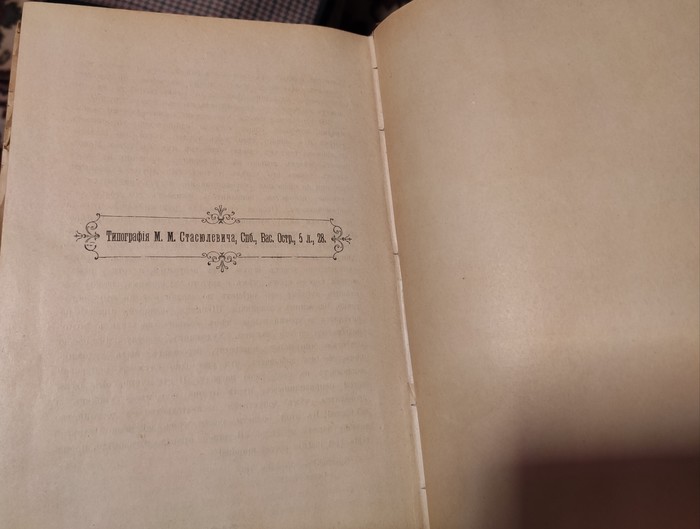 Типографія М. М. Стасюлевича, Спб., Вас. Остр., 5 л., 28.